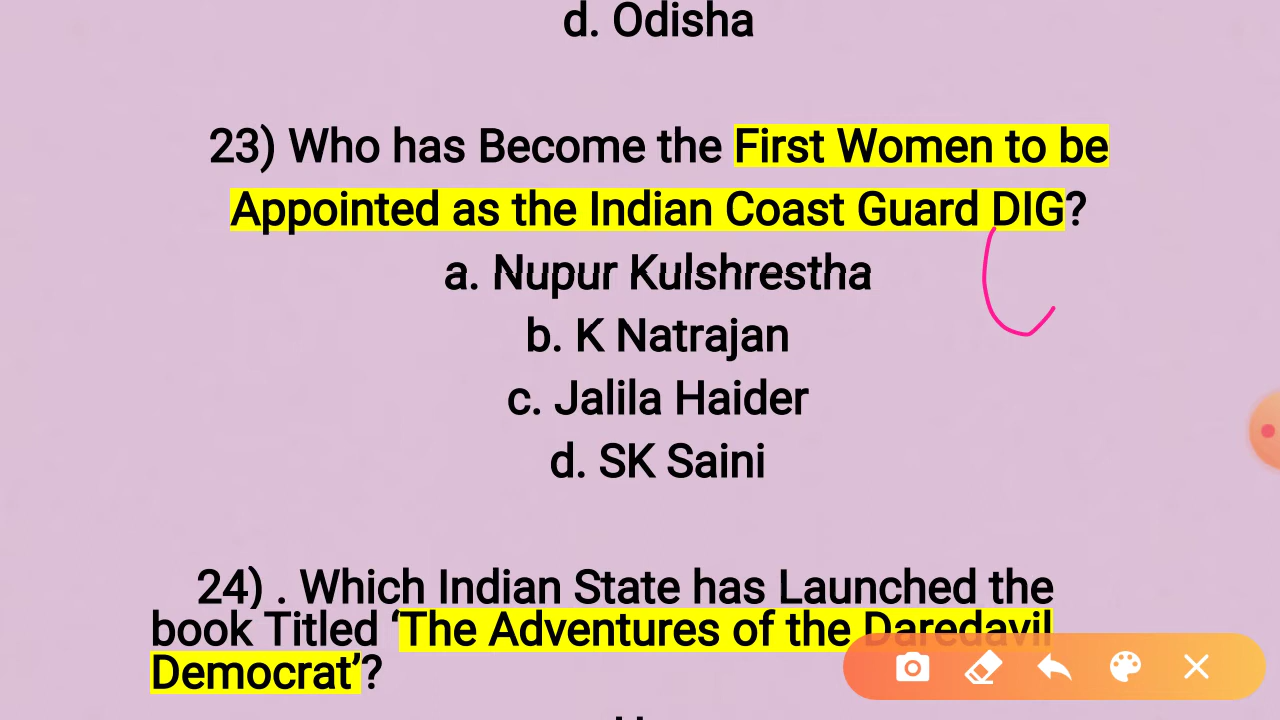 d. Odisha
23) Who has Become the First Women to be
Appointed as the Indian Coast Guard DIG?
a. Nupur Kulshrestha
b. K Natrajan
c. Jalila Haider
d. SK Saini
24) . Which Indian State has Launched the
book Titled ‘The Adventures of the Daredavil
Democrat’?